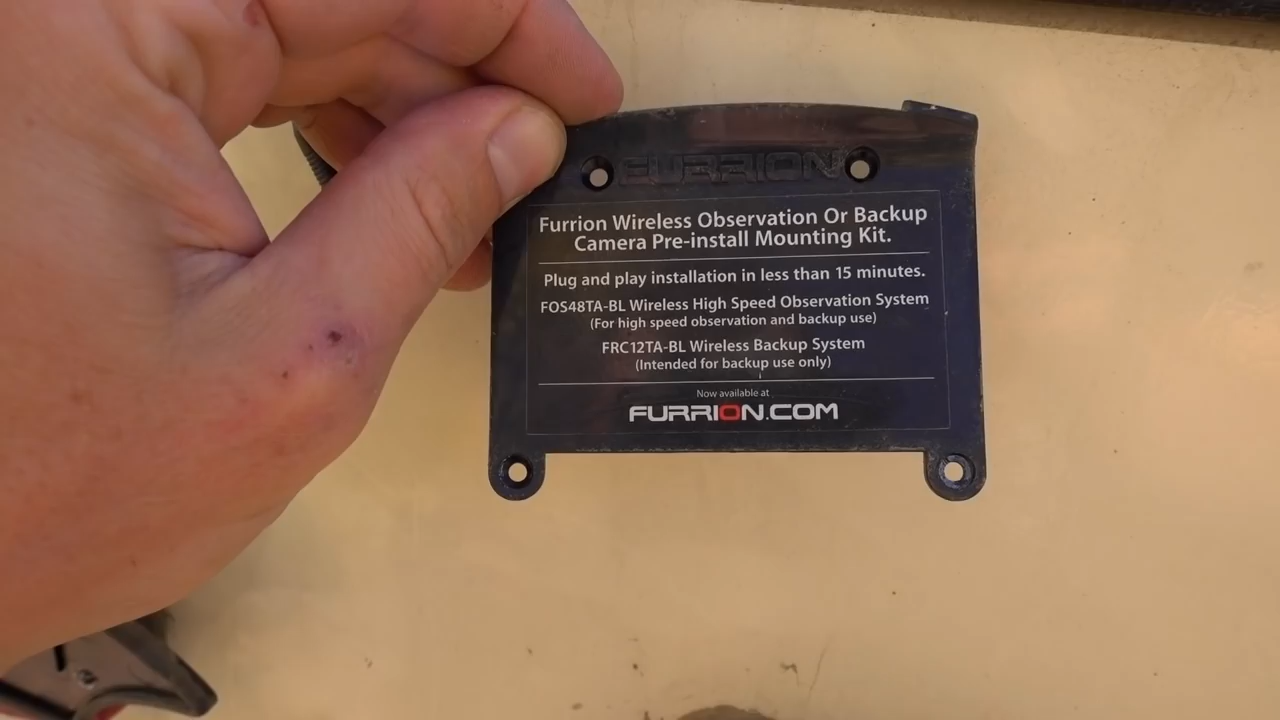 FURRION
Furrion Wireless Observation Or Backup
Camera Pre-install Mounting Kit.
Plug and play installation in less than 15 minutes.
FOS48TA-BL Wireless High Speed Observation System
(For high speed observation and backup use)
FRC12TA-BL Wireless Backup System
(Intended for backup use only)
Now available at
FURRION.COM